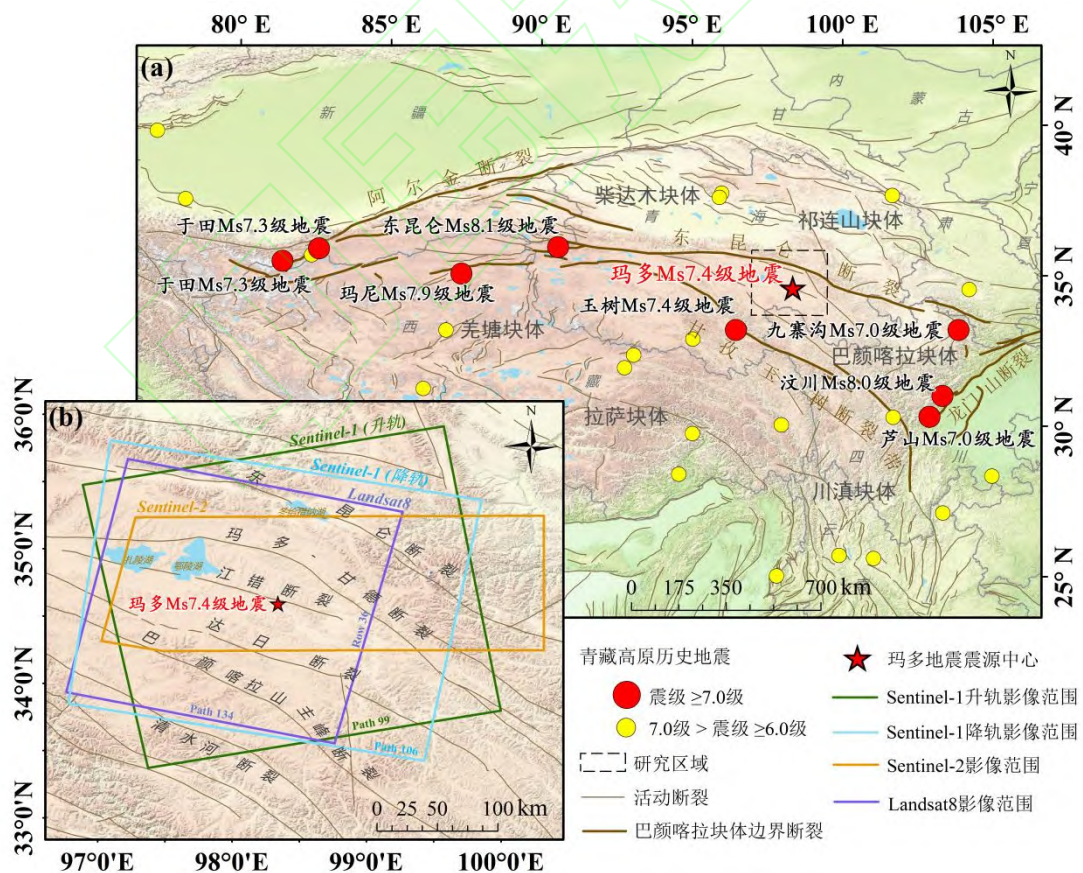 80° E
85° E
90° E
95° E
100° E
105° E
(a)
N
新疆
内蒙古
甘
肃
宁
夏
40°N
35°N
30°N
25°N
阿尔金断裂
柴达木块体
青海
祁连山块体
于田Ms7.3级地震
东昆仑Ms8.1级地震
东昆仑断裂
于田Ms7.3级地震
玛尼Ms7.9级地震
玛多Ms7.4级地震
玉树Ms7.4级地震
西藏
羌塘块体
甘孜-玉树断裂带
九寨沟Ms7.0级地震
巴颜喀拉块体
汶川Ms8.0级地震
龙门山断裂
拉萨块体
芦山Ms7.0级地震
四川
川滇块体
云
0 175 350 700 km
(b)
N
36°0'N
35°0'N
34°0'N
33°0'N
Sentinel-1 (升轨)
Sentinel-1 (降轨)
Landsat8
Sentinel-2
东昆仑断裂
扎陵湖
鄂陵湖
玛多-甘德断裂
江错断裂
玛多Ms7.4级地震
达日断裂
Row 36
巴颜喀拉山主峰断裂
Path 134
Path 99
Path 106
清水河断裂
0 25 50 100 km
97°0'E
98°0'E
99°0'E
100°0'E
青藏高原历史地震
震级 ≥7.0级
7.0级 > 震级 ≥6.0级
研究区域
活动断裂
巴颜喀拉块体边界断裂
玛多地震震源中心
Sentinel-1升轨影像范围
Sentinel-1降轨影像范围
Sentinel-2影像范围
Landsat8影像范围